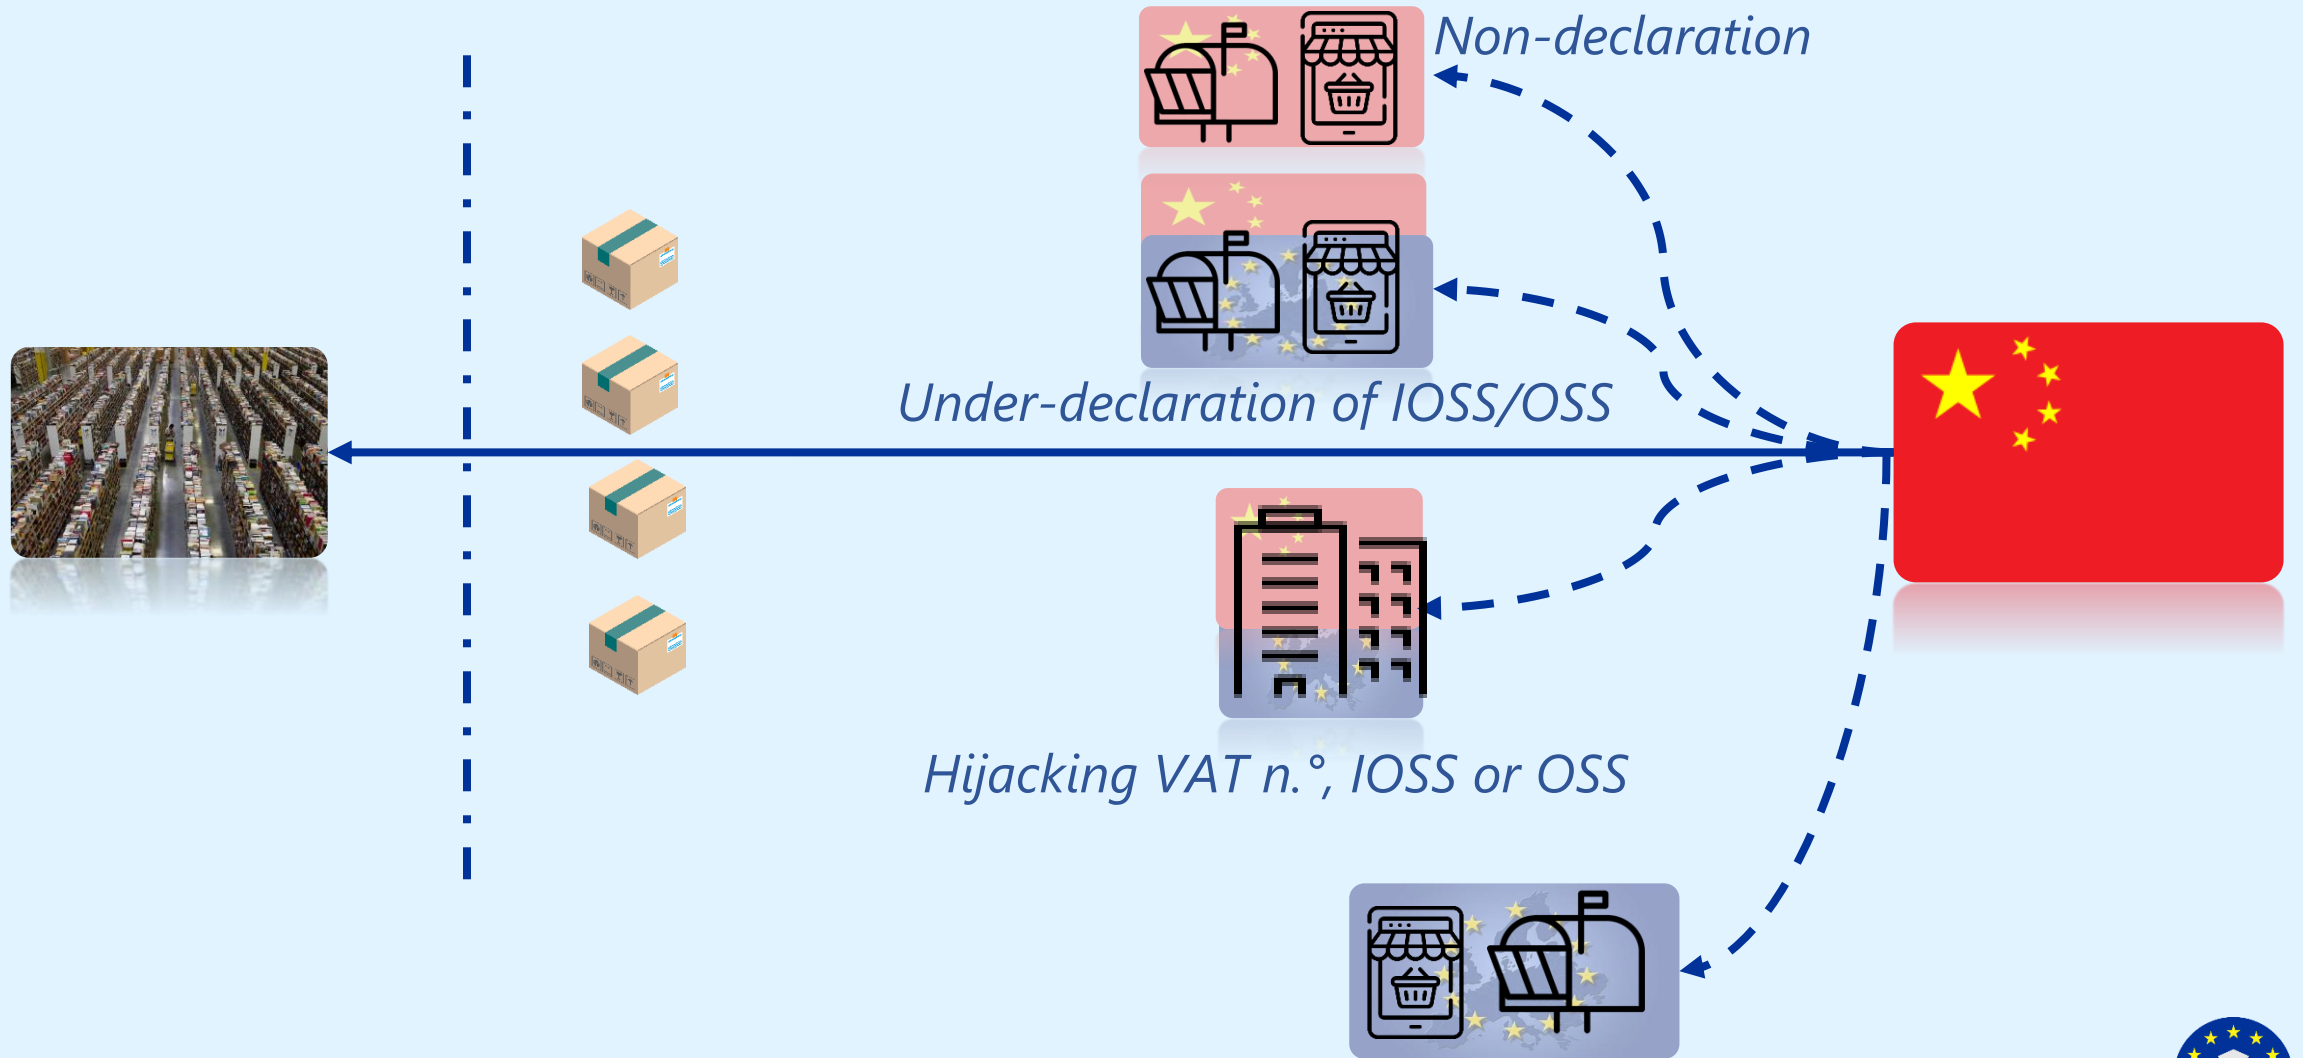 Non-declaration
Under-declaration of IOSS/OSS
Hijacking VAT n.°, IOSS or OSS